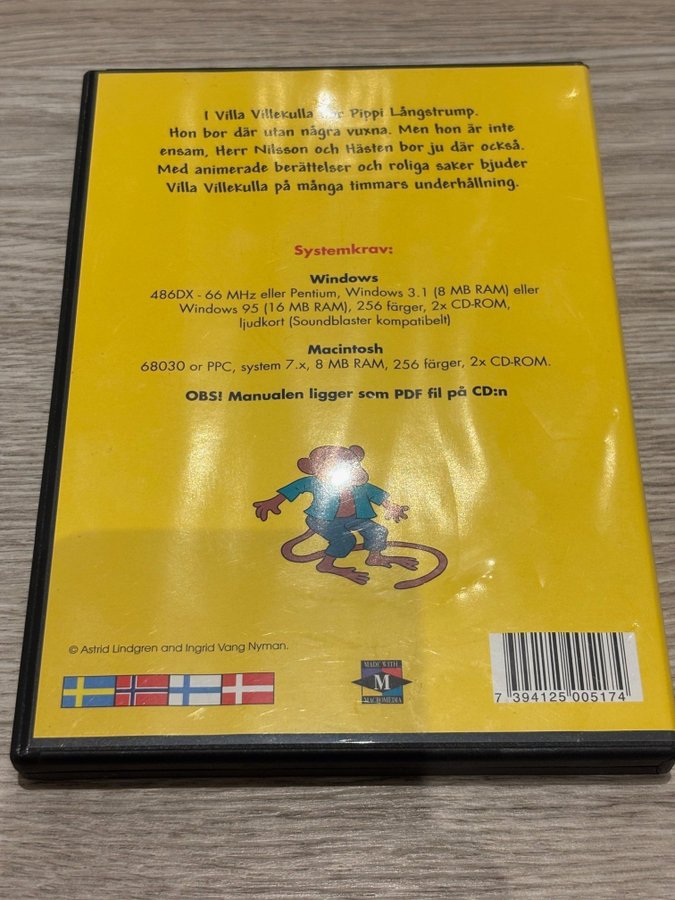 I Villa Villekulla Pippi Långstrump.
Hon bor där utan några vuxna. Men hon är inte
ensam, Herr Nilsson och Hästen bor ju där också.
Med animerade berättelser och roliga saker bjuder
Villa Villekulla på många timmars underhållning.
Systemkrav:
Windows
486DX - 66 MHz eller Pentium, Windows 3.1 (8 MB RAM) eller
Windows 95 (16 MB RAM), 256 färger, 2x CD-ROM,
ljudkort (Soundblaster kompatibelt)
Macintosh
68030 or PPC, system 7.x, 8 MB RAM, 256 färger, 2x CD-ROM.
OBS! Manualen ligger som PDF fil på CD:n
© Astrid Lindgren and Ingrid Vang Nyman.
MADE WITH
M
MACROMEDIA
7 394125 005174